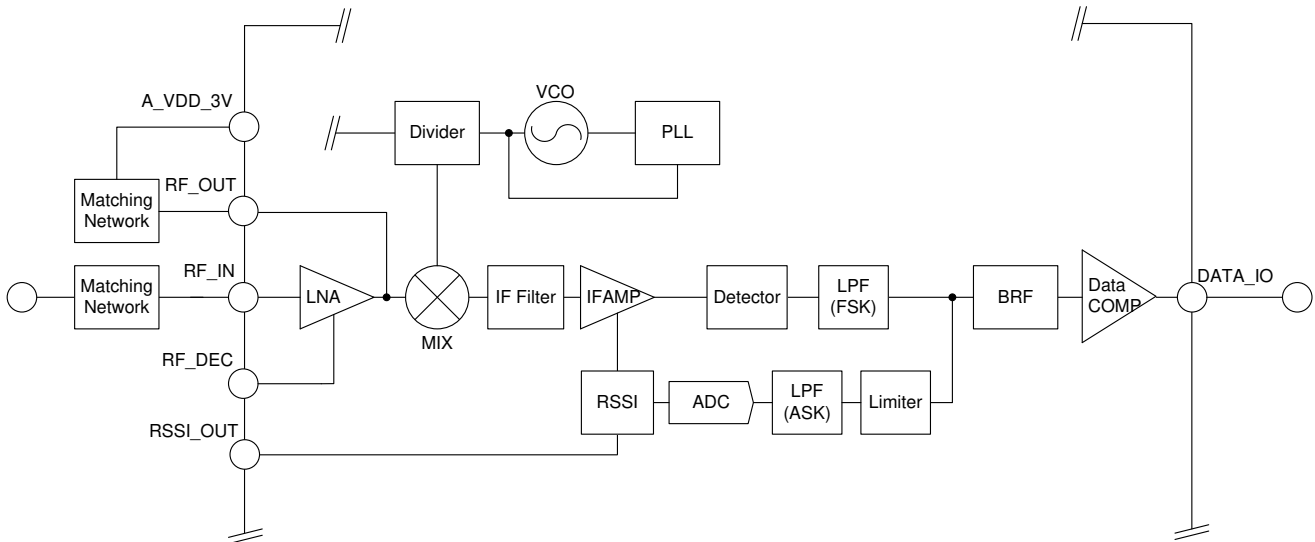 A_VDD_3V
VCO
Divider
PLL
RF_OUT
Matching
Network
RF_IN
Matching
Network
LNA
MIX
IF Filter
IFAMP
Detector
LPF
(FSK)
BRF
Data
COMP
DATA_IO
RF_DEC
RSSI
ADC
LPF
(ASK)
Limiter
RSSI_OUT